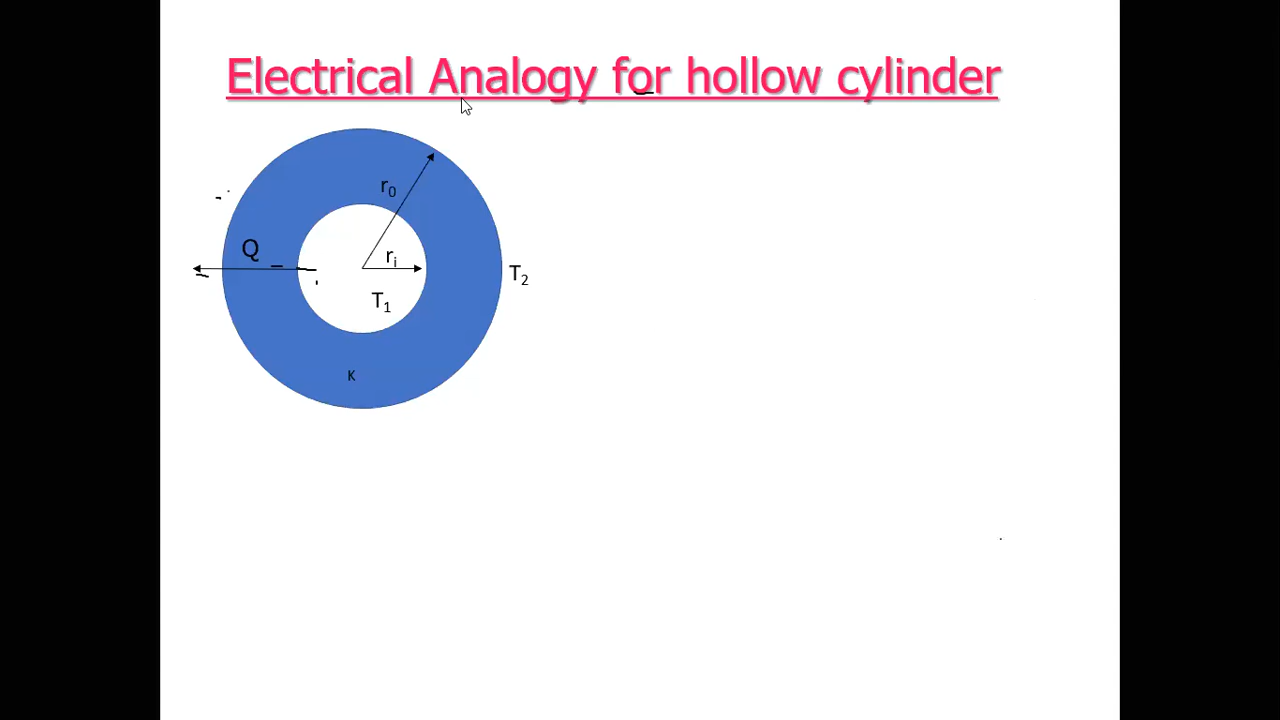 Electrical Analogy for hollow cylinder
r₀
Q
rᵢ
T₂
T₁
K